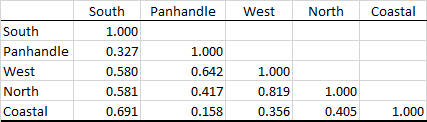 South Panhandle West North Coastal
South 1.000
Panhandle 0.327 1.000
West 0.580 0.642 1.000
North 0.581 0.417 0.819 1.000
Coastal 0.691 0.158 0.356 0.405 1.000